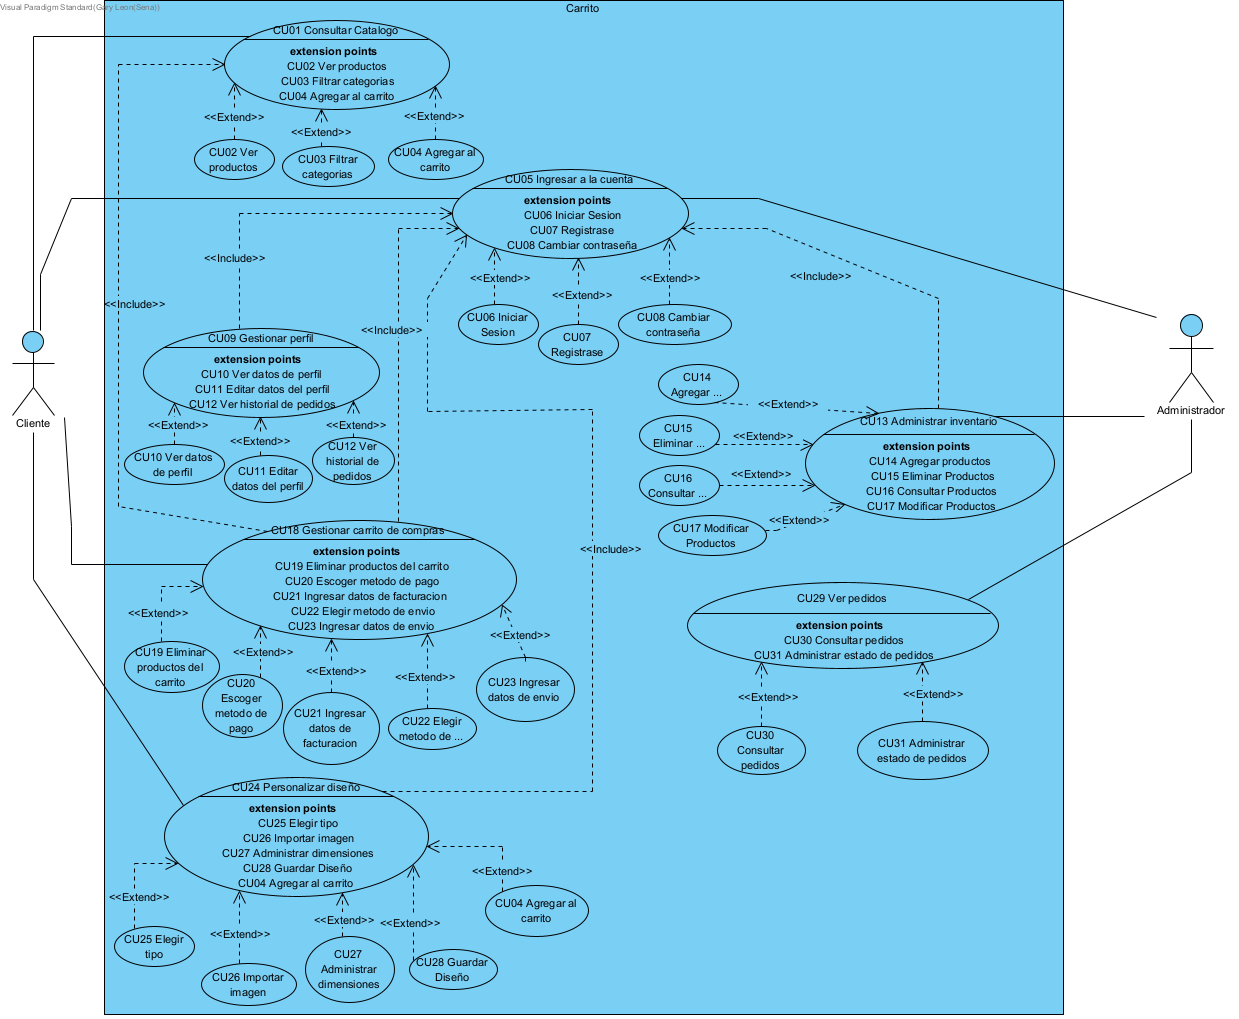 Visual Paradigm Standard(Gary Leon(Sena))
Carrito
CU01 Consultar Catalogo
extension points
CU02 Ver productos
CU03 Filtrar categorias
CU04 Agregar al carrito
<<Extend>>
<<Extend>>
<<Extend>>
CU02 Ver
productos
CU03 Filtrar
categorias
CU04 Agregar al
carrito
CU05 Ingresar a la cuenta
extension points
CU06 Iniciar Sesion
CU07 Registrase
CU08 Cambiar contraseña
<<Include>>
<<Include>>
<<Include>>
<<Include>>
<<Extend>>
<<Extend>>
<<Extend>>
CU06 Iniciar
Sesion
CU07
Registrase
CU08 Cambiar
contraseña
Cliente
Administrador
CU09 Gestionar perfil
extension points
CU10 Ver datos de perfil
CU11 Editar datos del perfil
CU12 Ver historial de pedidos
<<Extend>>
<<Extend>>
<<Extend>>
CU10 Ver datos
de perfil
CU11 Editar
datos del perfil
CU12 Ver
historial de
pedidos
CU14
Agregar ...
CU15
Eliminar ...
CU16
Consultar ...
CU17 Modificar
Productos
<<Extend>>
<<Extend>>
<<Extend>>
<<Extend>>
CU13 Administrar inventario
extension points
CU14 Agregar productos
CU15 Eliminar Productos
CU16 Consultar Productos
CU17 Modificar Productos
CU18 Gestionar carrito de compras
extension points
CU19 Eliminar productos del carrito
CU20 Escoger metodo de pago
CU21 Ingresar datos de facturacion
CU22 Elegir metodo de envio
CU23 Ingresar datos de envio
<<Include>>
<<Extend>>
<<Extend>>
<<Extend>>
<<Extend>>
<<Extend>>
CU19 Eliminar
productos del
carrito
CU20
Escoger
metodo de
pago
CU21 Ingresar
datos de
facturacion
CU22 Elegir
metodo de ...
CU23 Ingresar
datos de envio
CU29 Ver pedidos
extension points
CU30 Consultar pedidos
CU31 Administrar estado de pedidos
<<Extend>>
<<Extend>>
CU30
Consultar
pedidos
CU31 Administrar
estado de pedidos
CU24 Personalizar diseño
extension points
CU25 Elegir tipo
CU26 Importar imagen
CU27 Administrar dimensiones
CU28 Guardar Diseño
CU04 Agregar al carrito
<<Extend>>
<<Extend>>
<<Extend>>
<<Extend>>
<<Extend>>
CU25 Elegir
tipo
CU26 Importar
imagen
CU27
Administrar
dimensiones
CU28 Guardar
Diseño
CU04 Agregar al
carrito